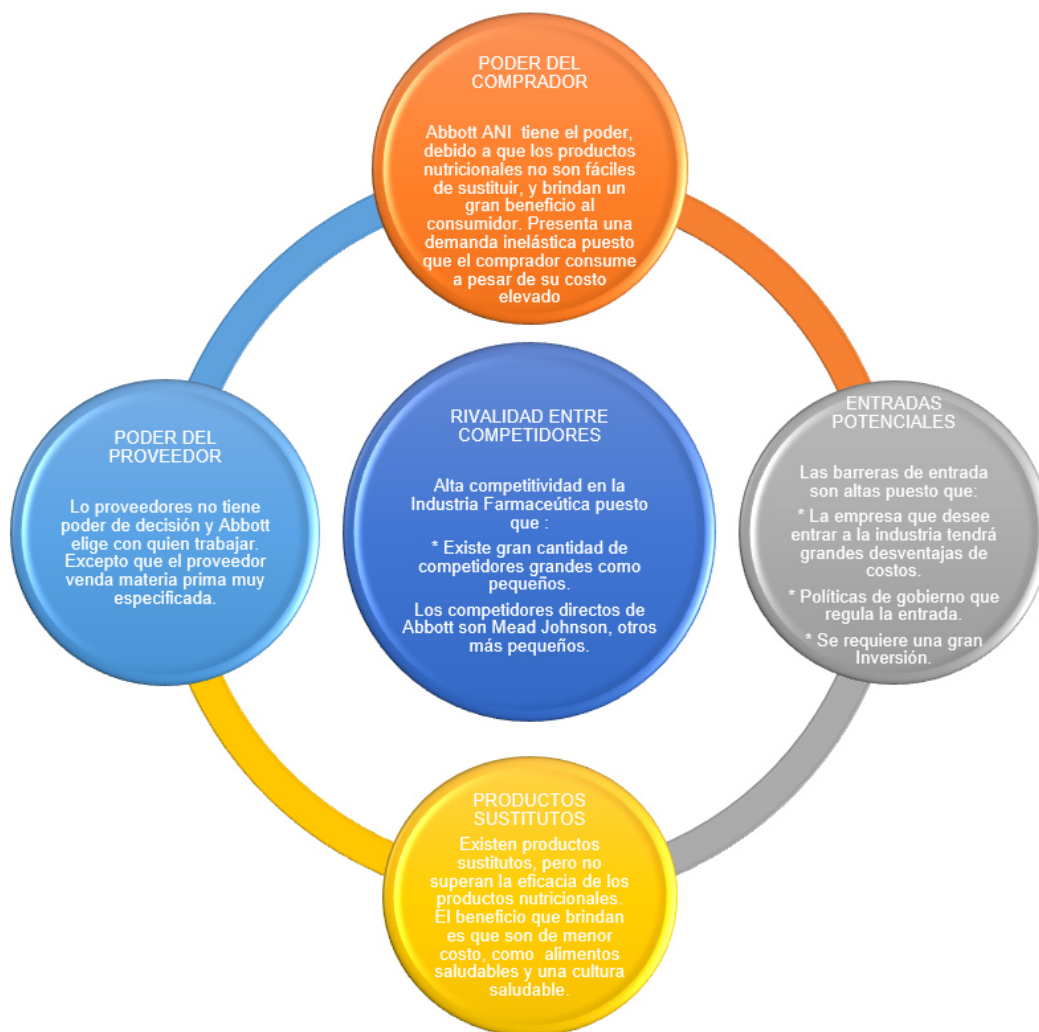 PODER DEL
COMPRADOR
Abbott ANI tiene el poder,
debido a que los productos
nutricionales no son fáciles
de sustituir, y brindan un
gran beneficio al
consumidor. Presenta una
demanda inelástica puesto
que el comprador consume
a pesar de su costo
elevado
PODER DEL
PROVEEDOR
Lo proveedores no tiene
poder de decisión y Abbott
elige con quien trabajar.
Excepto que el proveedor
venda materia prima muy
especificada.
RIVALIDAD ENTRE
COMPETIDORES
Alta competitividad en la
Industria Farmaceútica puesto
que :
* Existe gran cantidad de
competidores grandes como
pequeños.
Los competidores directos de
Abbott son Mead Johnson, otros
más pequeños.
ENTRADAS
POTENCIALES
Las barreras de entrada
son altas puesto que:
* La empresa que desee
entrar a la industria tendrá
grandes desventajas de
costos.
* Políticas de gobierno que
regula la entrada.
* Se requiere una gran
Inversión.
PRODUCTOS
SUSTITUTOS
Existen productos
sustitutos, pero no
superan la eficacia de los
productos nutricionales.
El beneficio que brindan
es que son de menor
costo, como alimentos
saludables y una cultura
saludable.